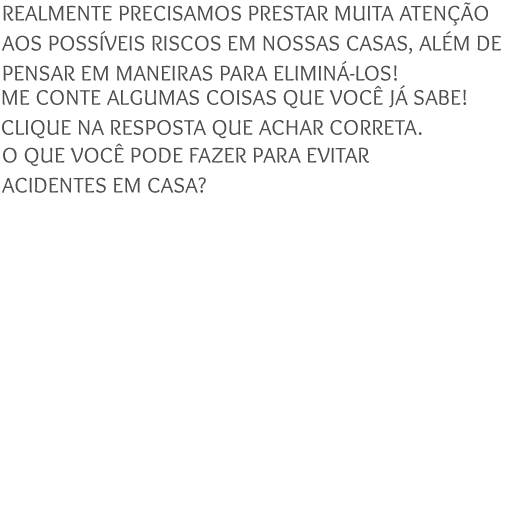 REALMENTE PRECISAMOS PRESTAR MUITA ATENÇÃO
AOS POSSÍVEIS RISCOS EM NOSSAS CASAS, ALÉM DE
PENSAR EM MANEIRAS PARA ELIMINÁ-LOS!
ME CONTE ALGUMAS COISAS QUE VOCÊ JÁ SABE!
CLIQUE NA RESPOSTA QUE ACHAR CORRETA.
O QUE VOCÊ PODE FAZER PARA EVITAR
ACIDENTES EM CASA?